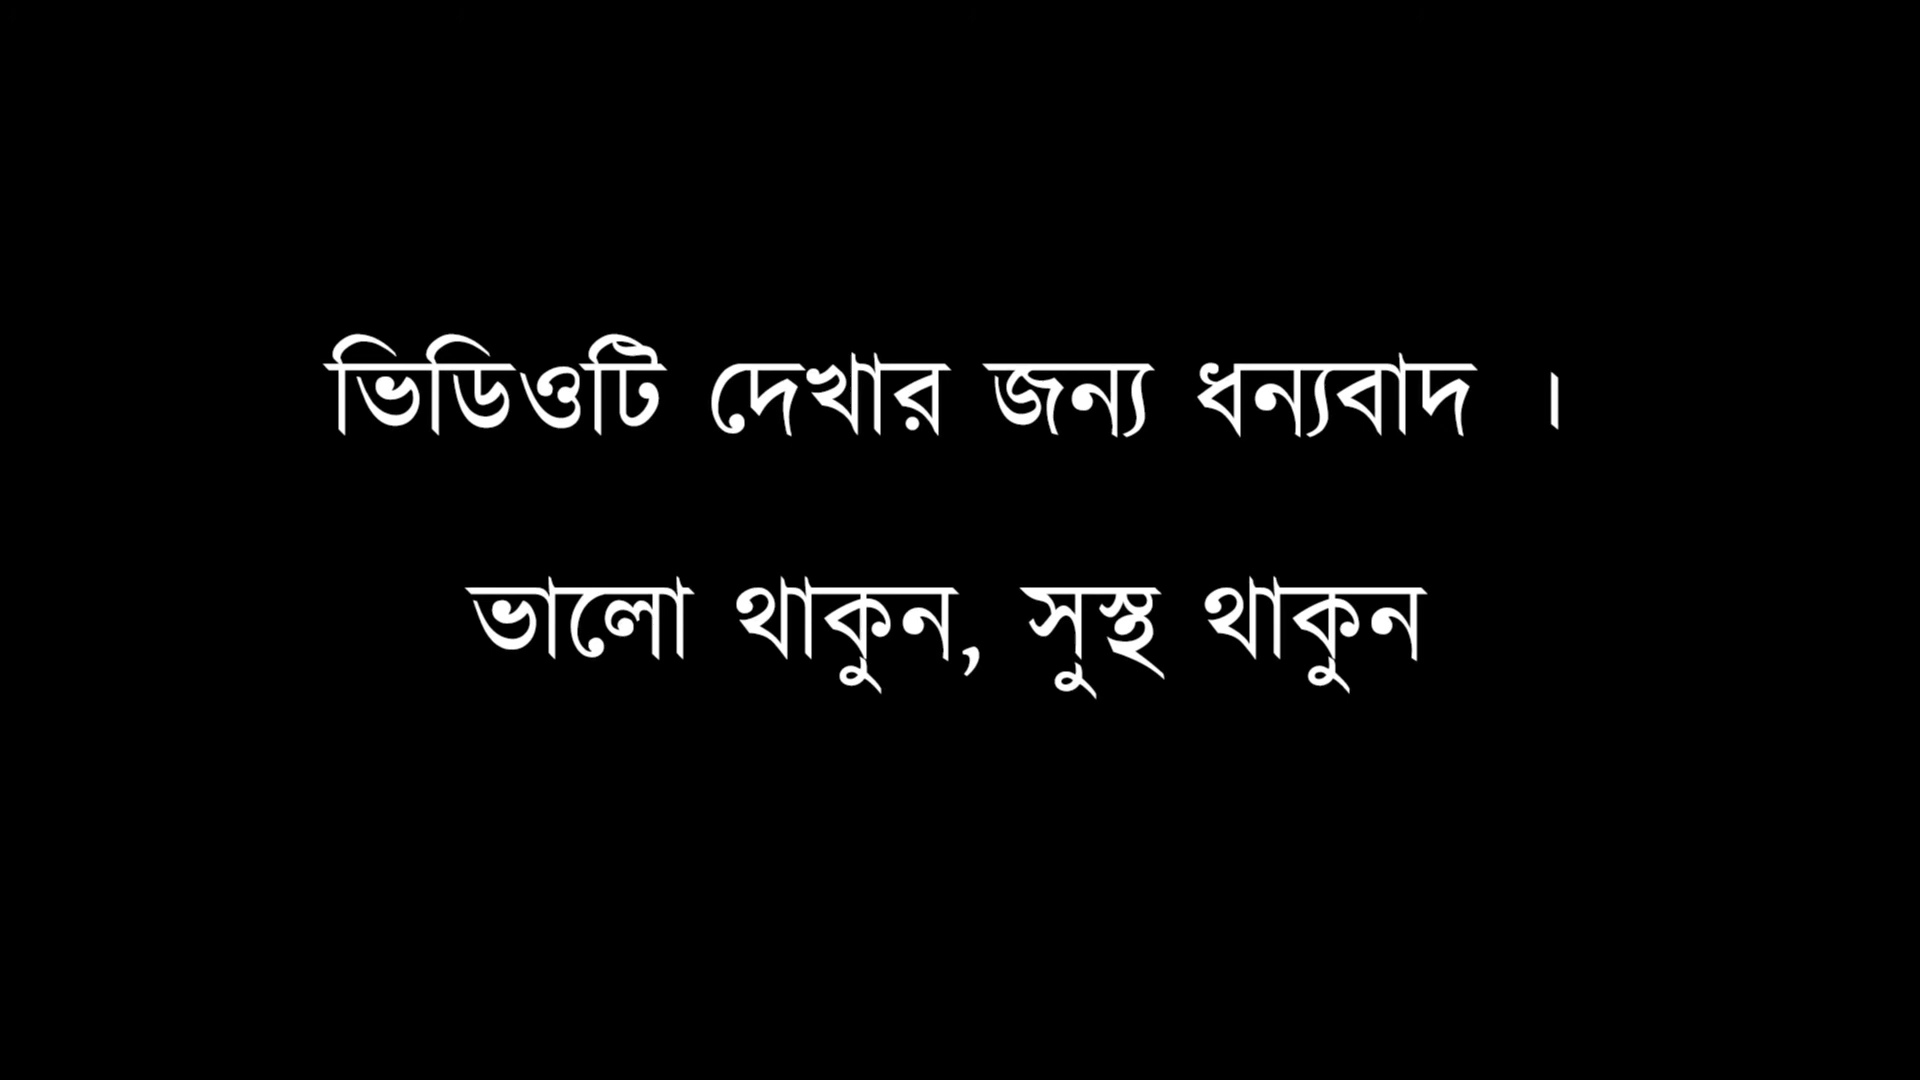 ভিডিওটি দেখার জন্য ধন্যবাদ ।
ভালো থাকুন, সুস্থ থাকুন